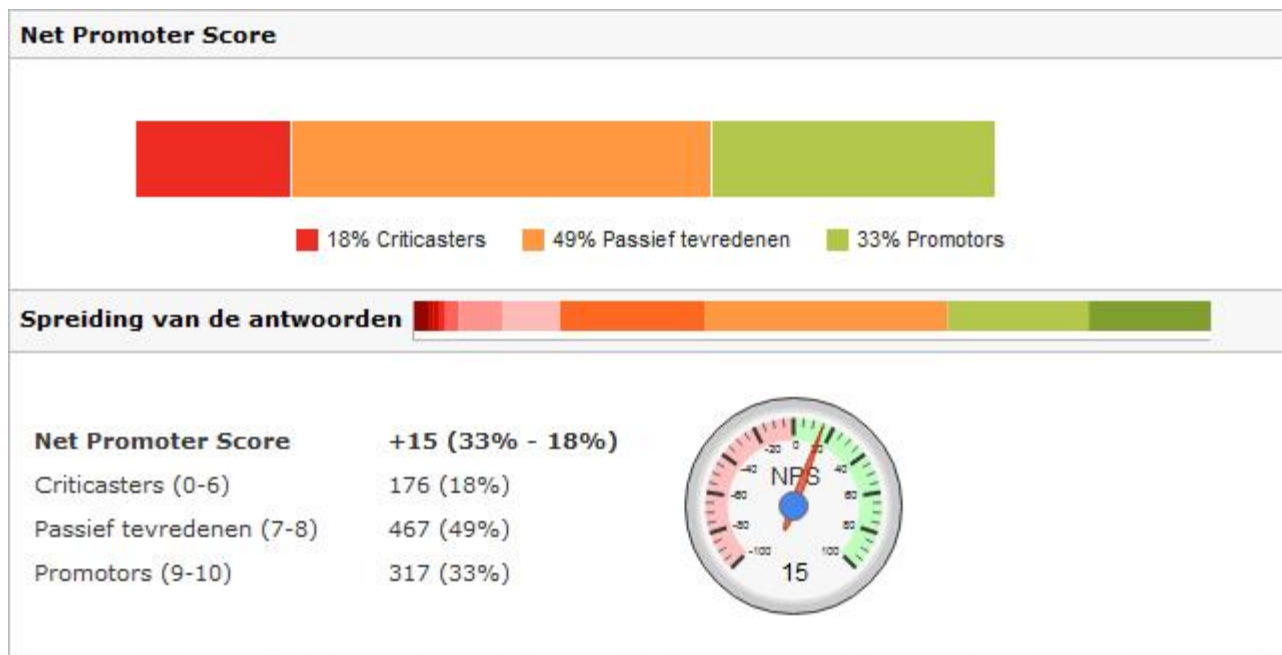 Net Promoter Score
18% Criticasters 49% Passief tevredenen 33% Promotors
Spreiding van de antwoorden
Net Promoter Score +15 (33% - 18%)
Criticasters (0-6) 176 (18%)
Passief tevredenen (7-8) 467 (49%)
Promotors (9-10) 317 (33%)
-20 0 20
-40 40
NPS
-60 60
-80 80
-100 100
15